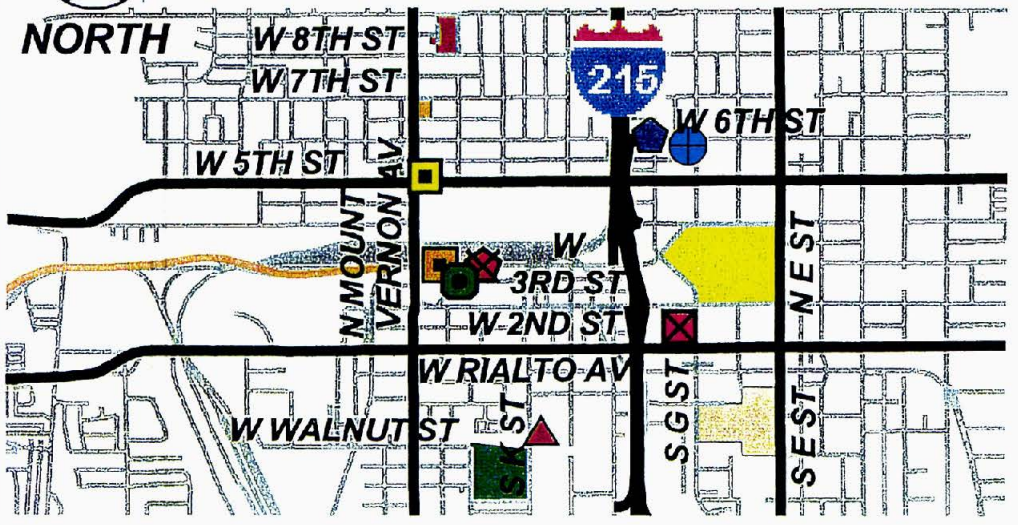 NORTH
W 8TH ST
W 7TH ST
215
W 6TH ST
W 5TH ST
N MOUNT
VERNON AV
W
3RD ST
N E ST
W 2ND ST
W RIALTO AV
W WALNUT ST
S K ST
S G ST
S E ST